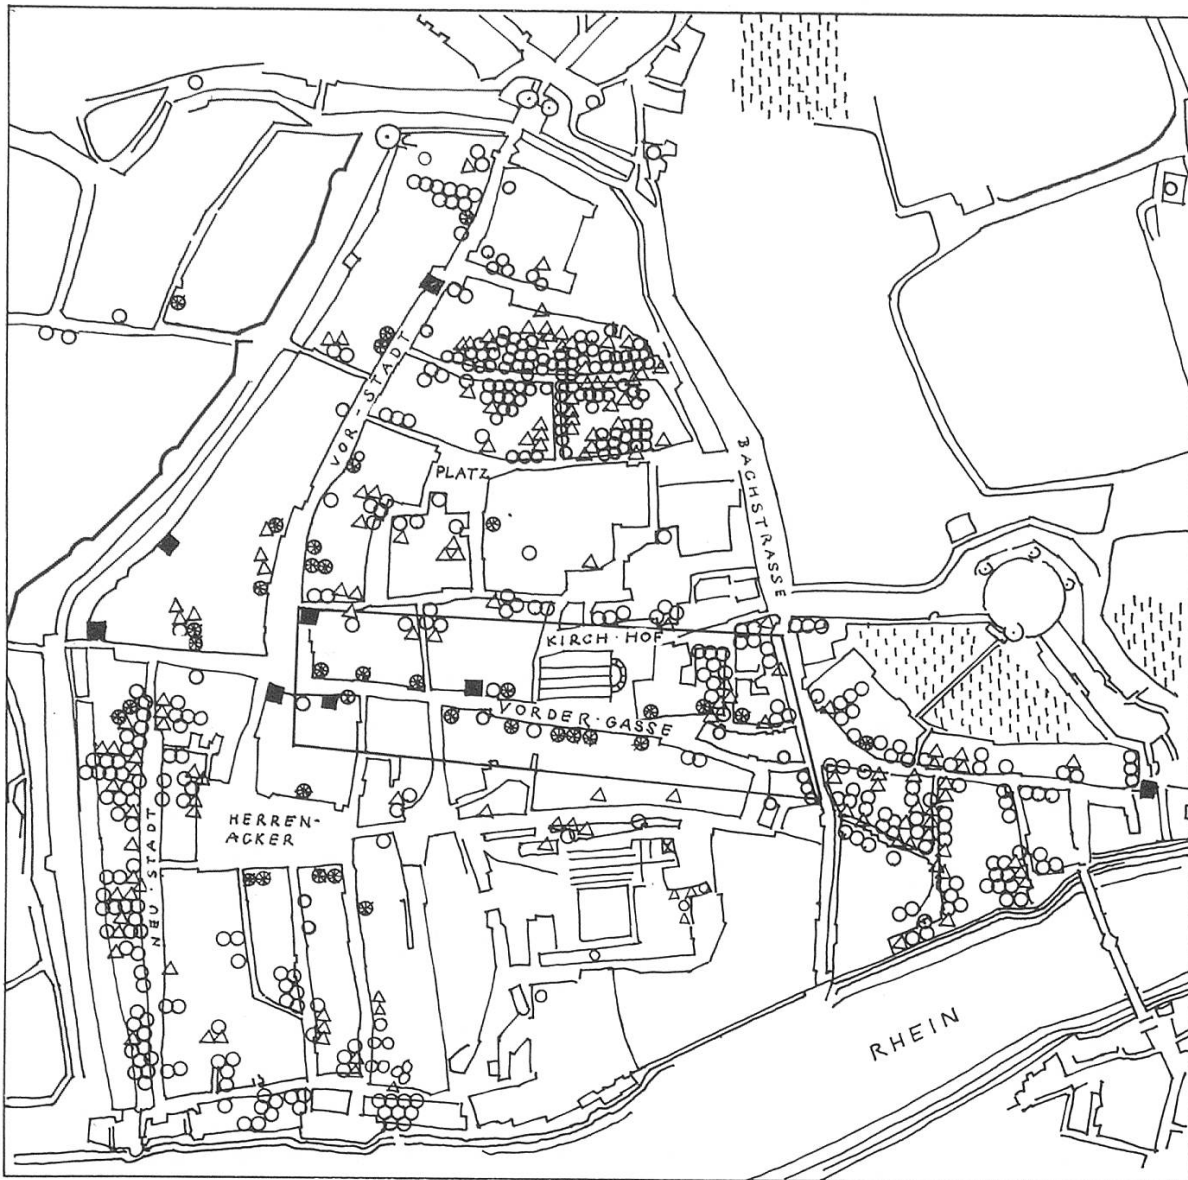 VOR-STADT
PLATZ
BACHSTRASSE
KIRCH-HOF
VORDER-GASSE
HERREN-
ACKER
NEU-STADT
RHEIN